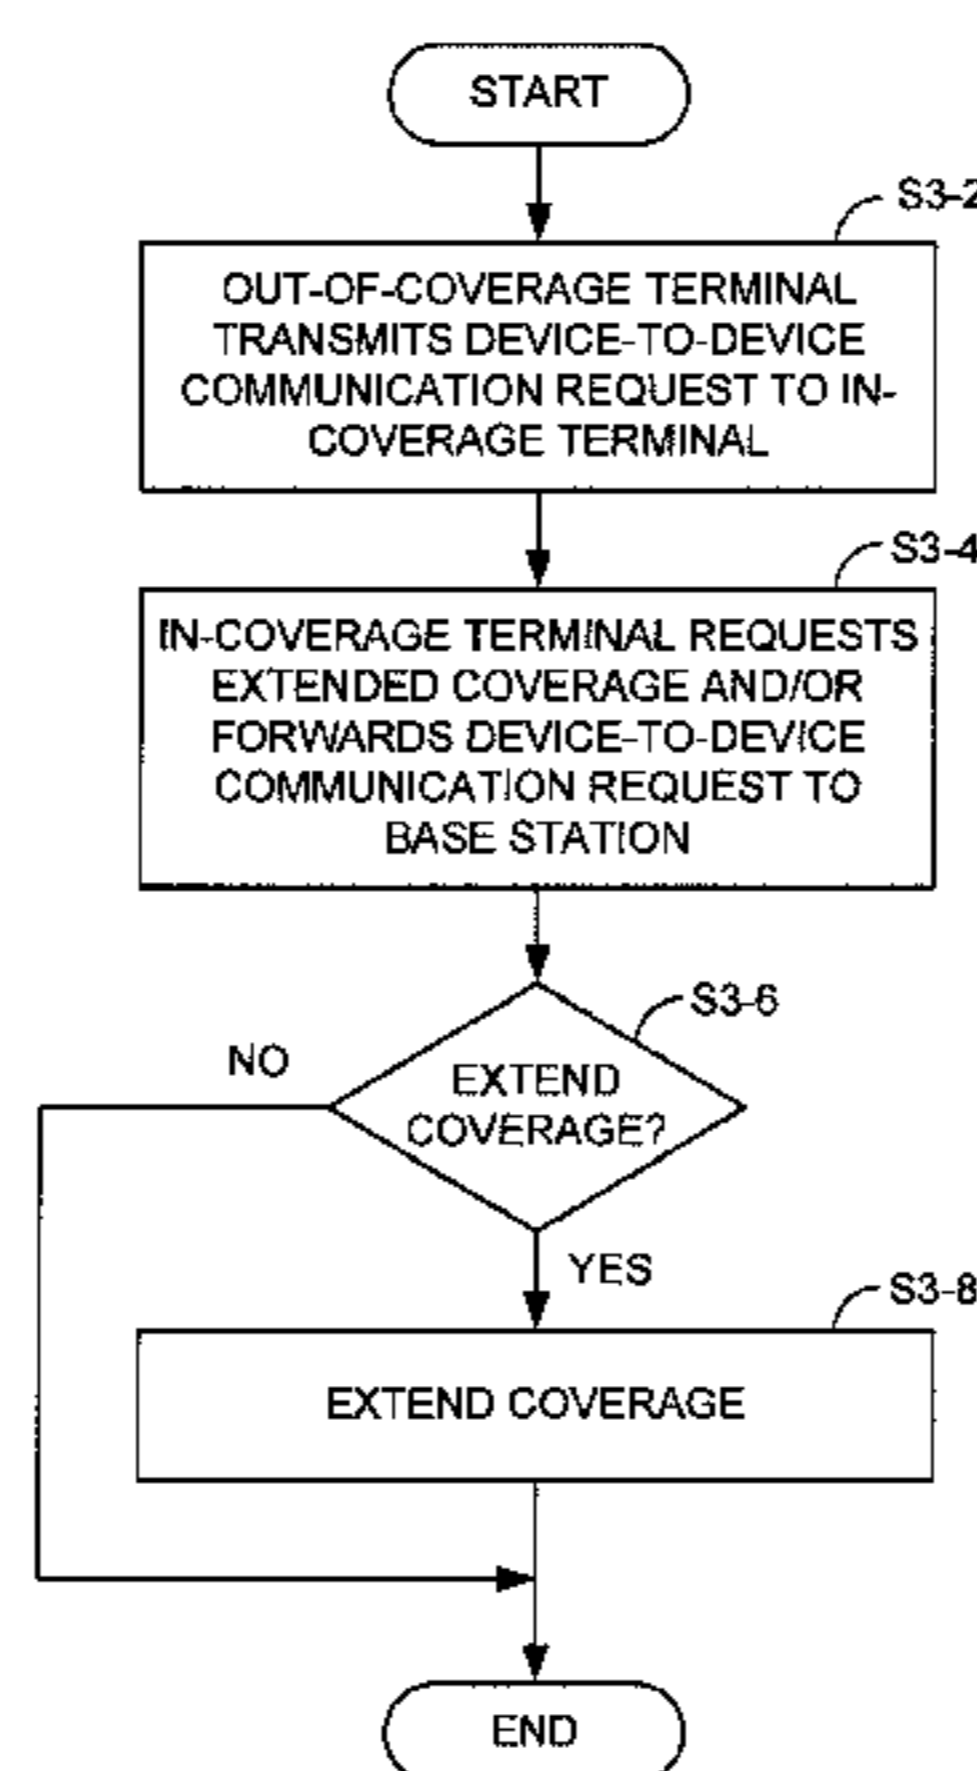 START
S3-2
OUT-OF-COVERAGE TERMINAL
TRANSMITS DEVICE-TO-DEVICE
COMMUNICATION REQUEST TO IN-
COVERAGE TERMINAL
S3-4
IN-COVERAGE TERMINAL REQUESTS
EXTENDED COVERAGE AND/OR
FORWARDS DEVICE-TO-DEVICE
COMMUNICATION REQUEST TO
BASE STATION
S3-6
NO
EXTEND
COVERAGE?
YES
S3-8
EXTEND COVERAGE
END